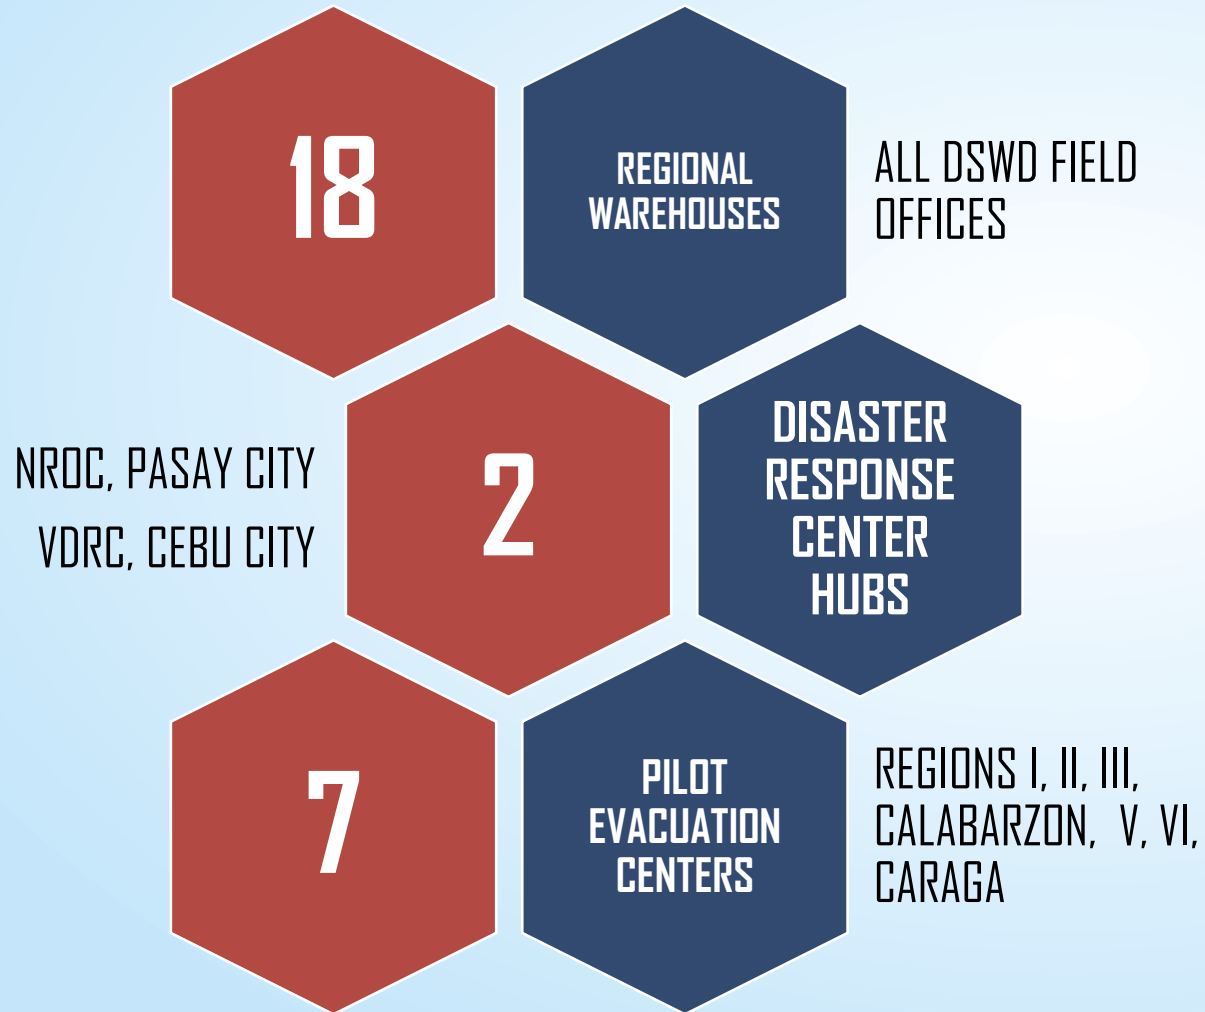 18
REGIONAL
WAREHOUSES
ALL DSWD FIELD
OFFICES
NROC, PASAY CITY
VDRC, CEBU CITY
2
DISASTER
RESPONSE
CENTER
HUBS
7
PILOT
EVACUATION
CENTERS
REGIONS I, II, III,
CALABARZON, V, VI,
CARAGA